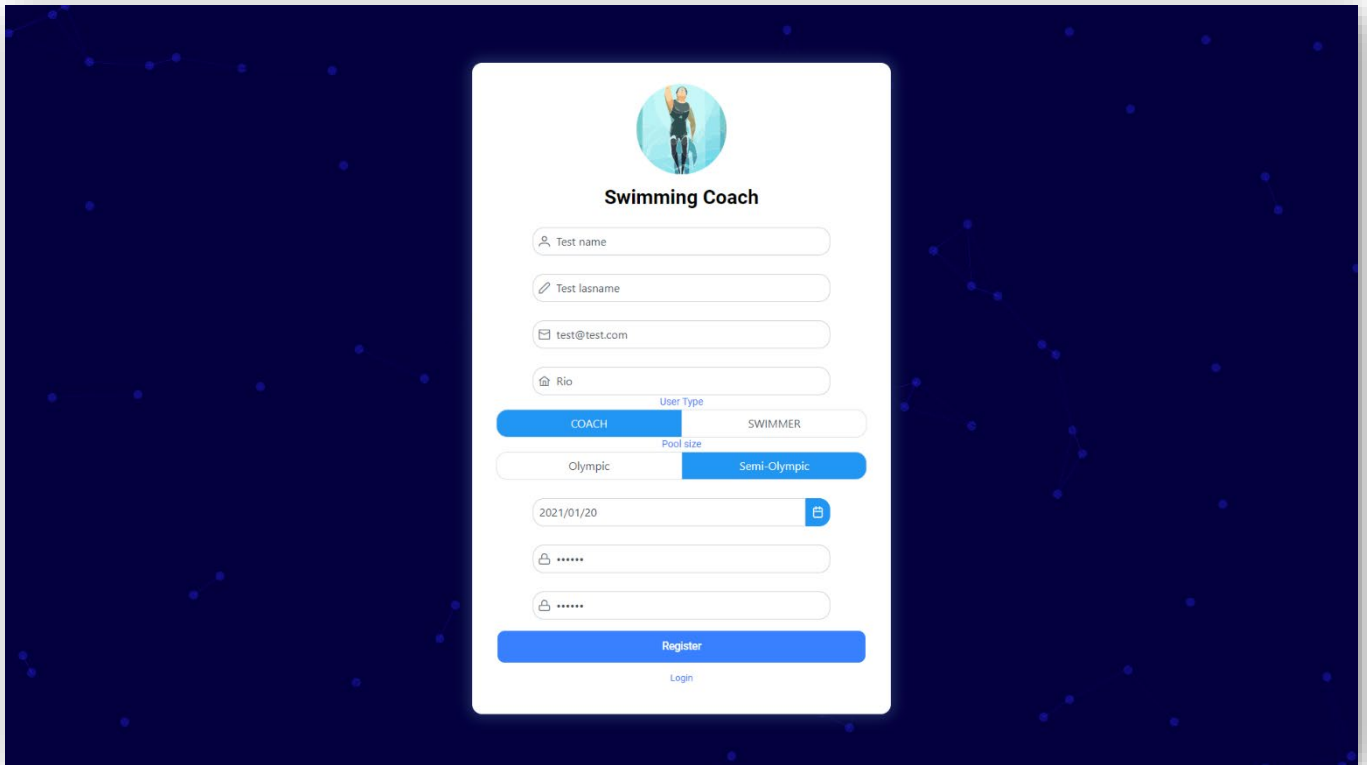 Swimming Coach
Test name
Test lasname
test@test.com
Rio
User Type
COACH SWIMMER
Pool size
Olympic Semi-Olympic
2021/01/20
••••••
••••••
Register
Login